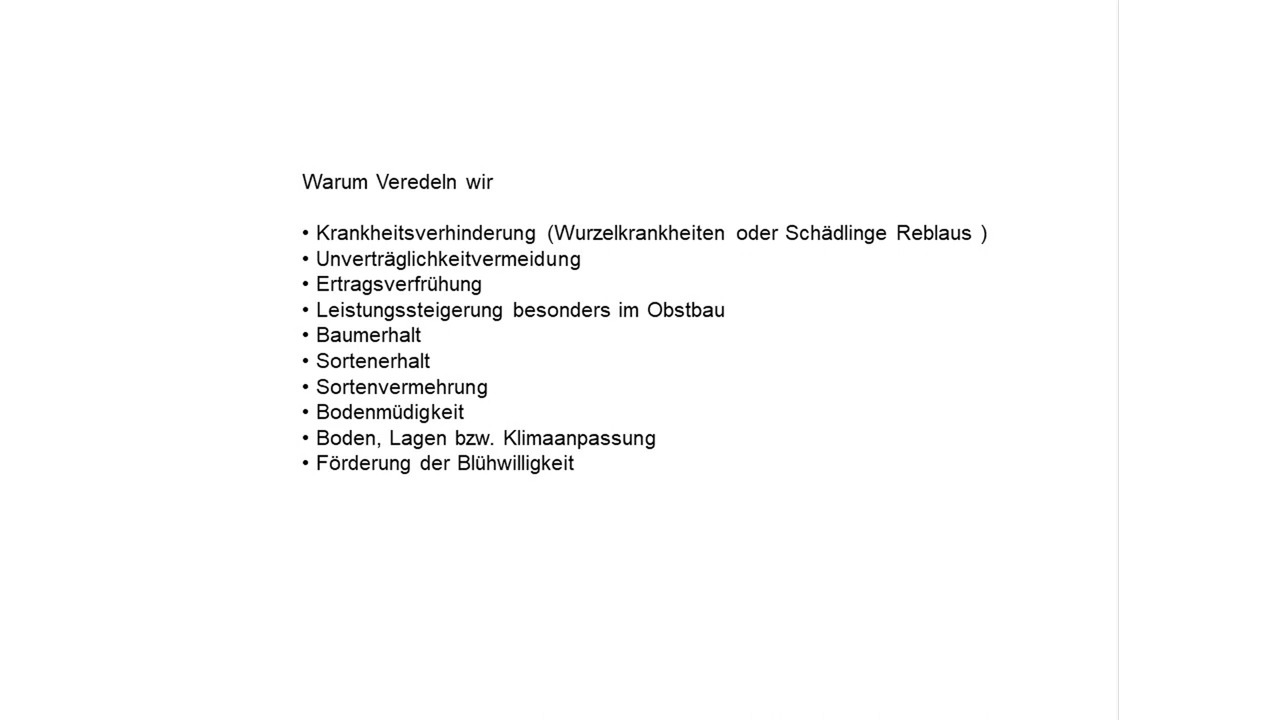 Warum Veredeln wir
• Krankheitsverhinderung (Wurzelkrankheiten oder Schädlinge Reblaus )
• Unverträglichkeitvermeidung
• Ertragsverfrühung
• Leistungssteigerung besonders im Obstbau
• Baumerhalt
• Sortenerhalt
• Sortenvermehrung
• Bodenmüdigkeit
• Boden, Lagen bzw. Klimaanpassung
• Förderung der Blühwilligkeit